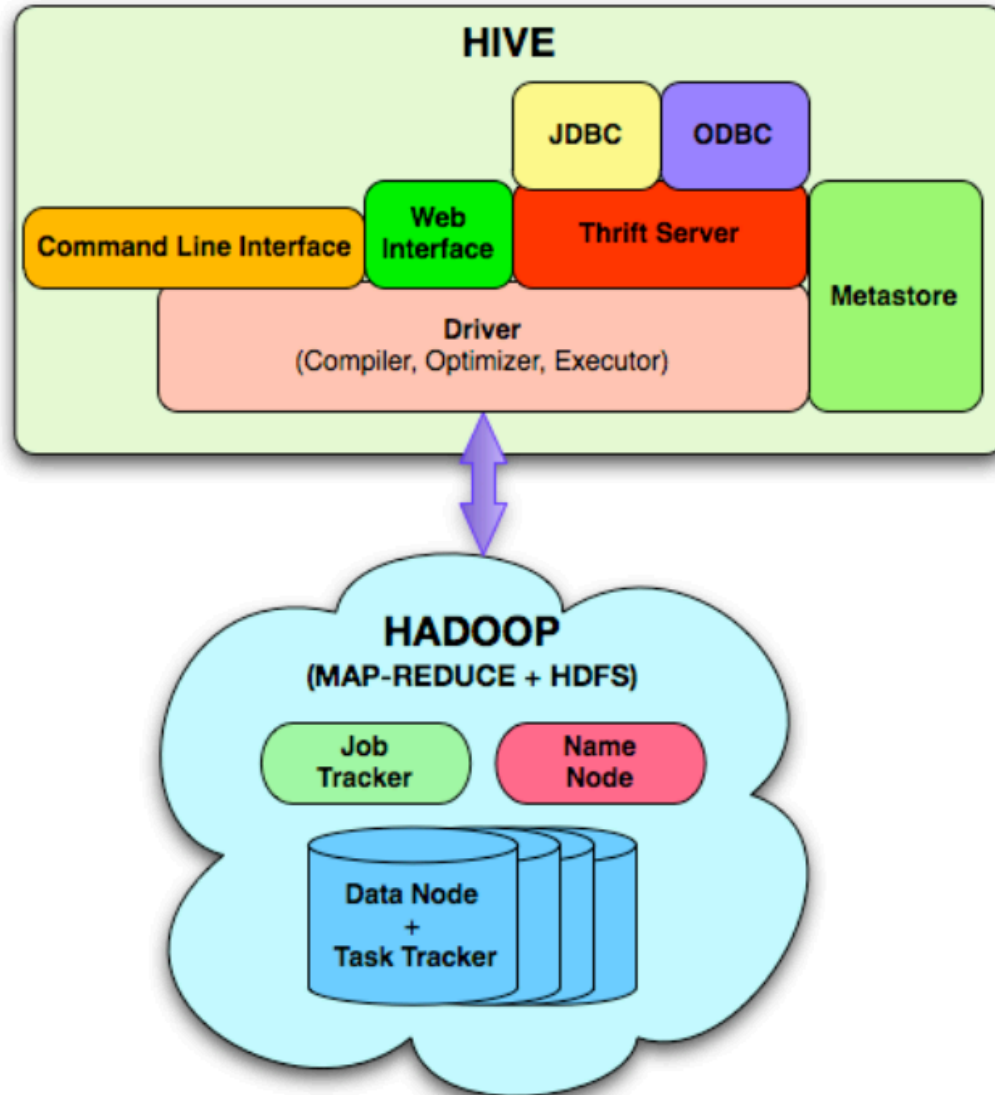 HIVE
JDBC
ODBC
Command Line Interface
Web
Interface
Thrift Server
Metastore
Driver
(Compiler, Optimizer, Executor)
HADOOP
(MAP-REDUCE + HDFS)
Job
Tracker
Name
Node
Data Node
+
Task Tracker